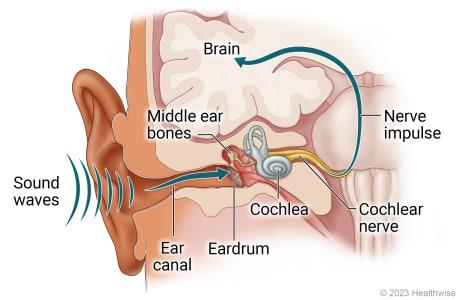 Brain
Middle ear
bones
Nerve
impulse
Sound
waves
Cochlea
Cochlear
nerve
Ear
canal
Eardrum
© 2023 Healthwise